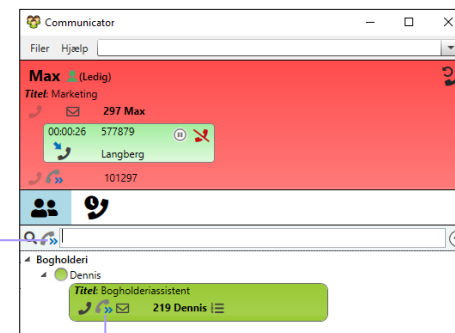 Communicator
Filer Hjælp
Max (Ledig)
Titel: Marketing
297 Max
00:00:26 577879
Langberg
101297
Bogholderi
Dennis
Titel: Bogholderiassistent
219 Dennis